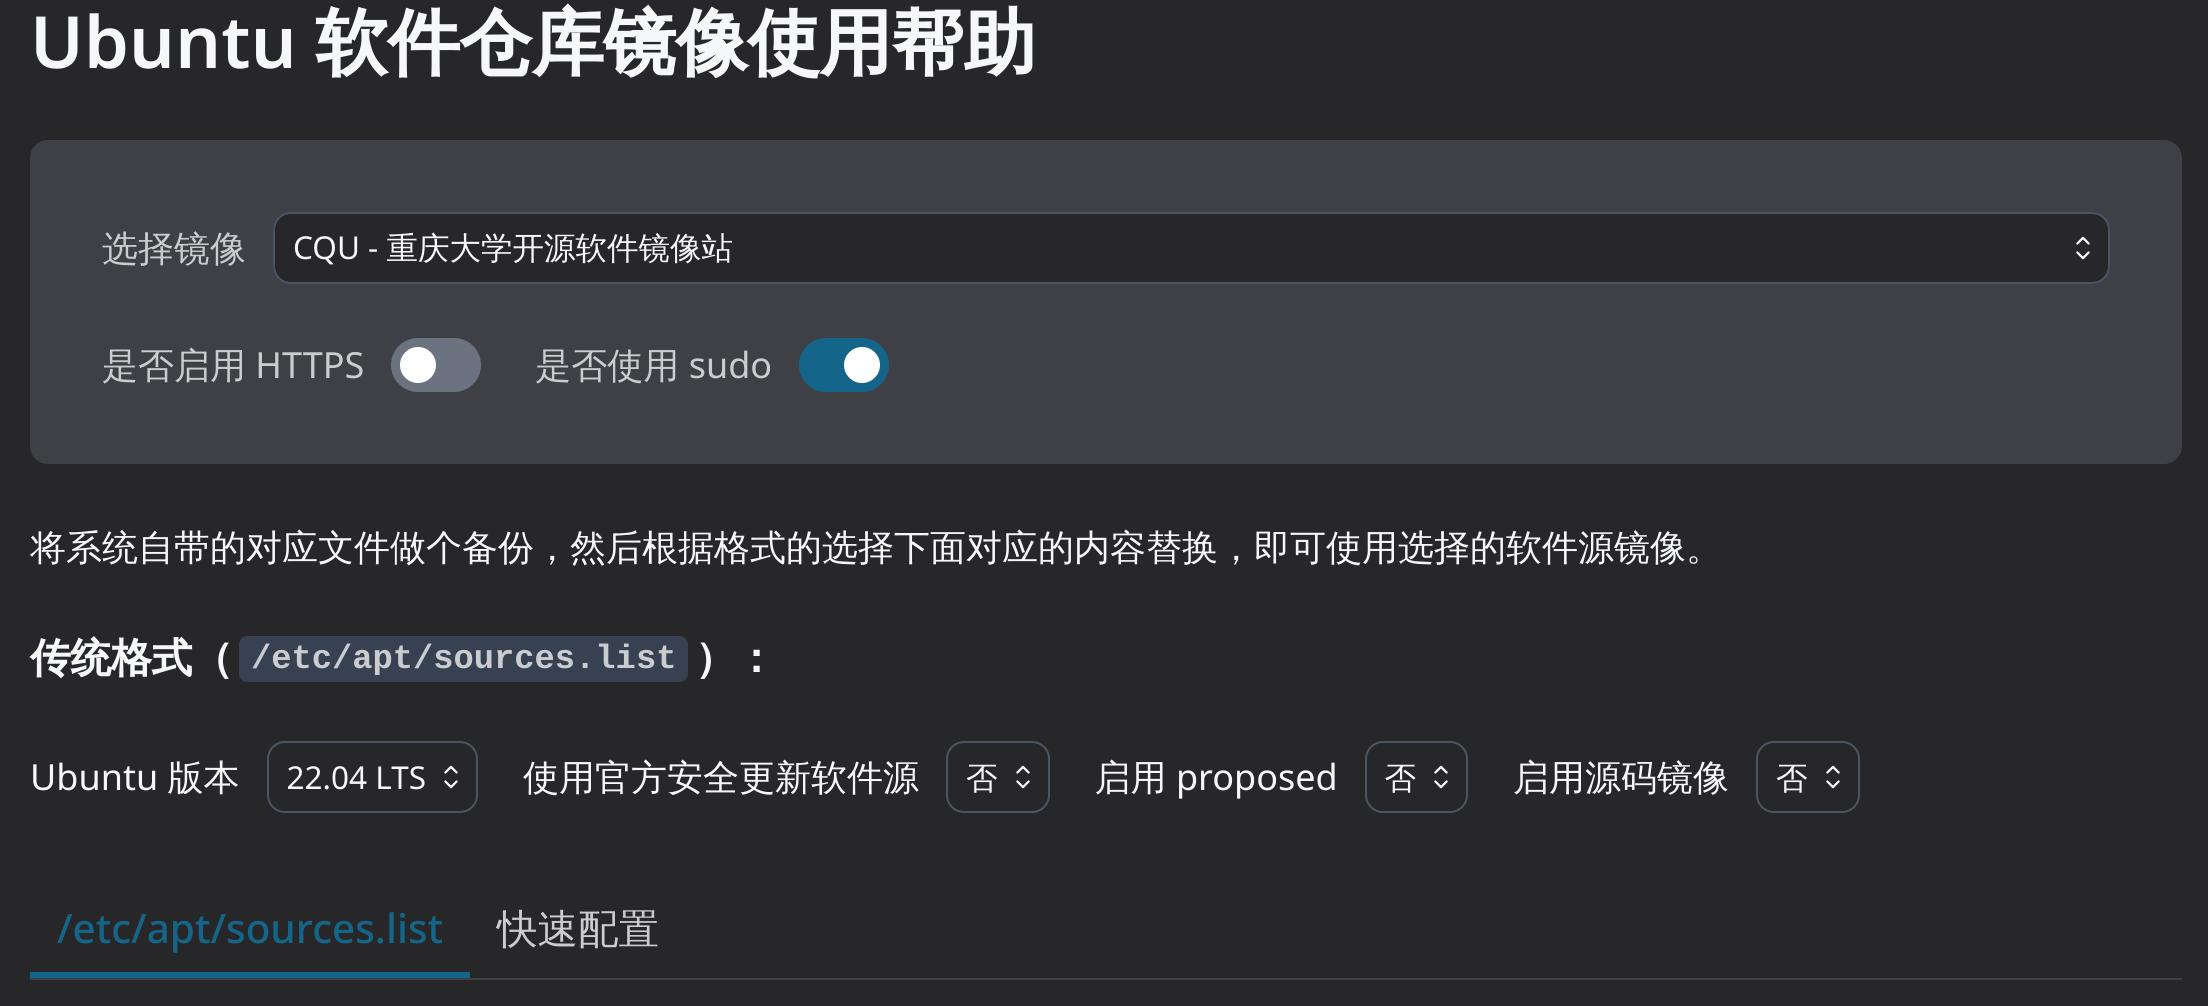 Ubuntu 软件仓库镜像使用帮助
选择镜像 CQU - 重庆大学开源软件镜像站
是否启用 HTTPS 是否使用 sudo
将系统自带的对应文件做个备份，然后根据格式的选择下面对应的内容替换，即可使用选择的软件源镜像。
传统格式（/etc/apt/sources.list）：
Ubuntu 版本 22.04 LTS 使用官方安全更新软件源 否 启用 proposed 否 启用源码镜像 否
/etc/apt/sources.list 快速配置